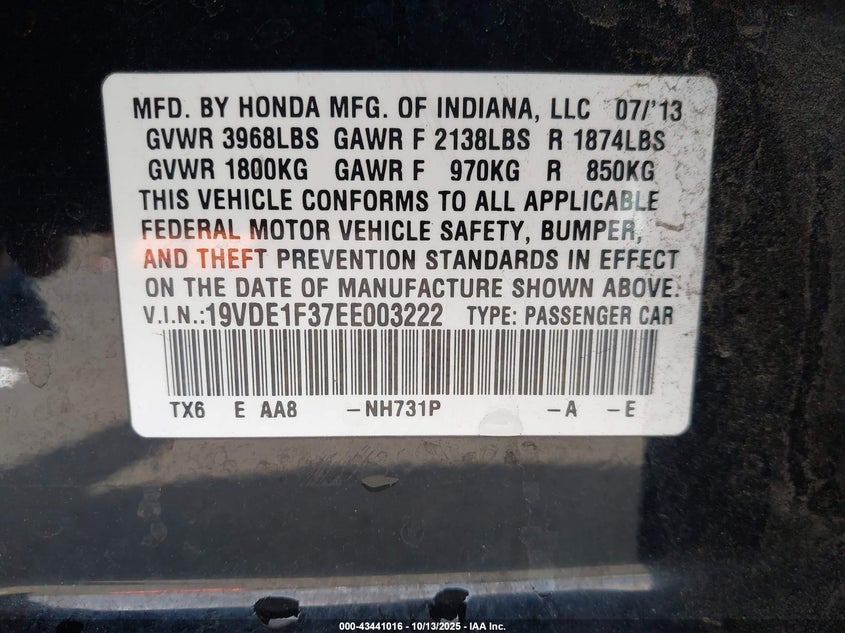 MFD. BY HONDA MFG. OF INDIANA, LLC 07/'13
GVWR 3968LBS GAWR F 2138LBS R 1874LBS
GVWR 1800KG GAWR F 970KG R 850KG
THIS VEHICLE CONFORMS TO ALL APPLICABLE
FEDERAL MOTOR VEHICLE SAFETY, BUMPER,
AND THEFT PREVENTION STANDARDS IN EFFECT
ON THE DATE OF MANUFACTURE SHOWN ABOVE.
V.I.N.:19VDE1F37EE003222 TYPE: PASSENGER CAR
TX6 E AA8 -NH731P -A -E
000-43441016 - 10/13/2025 - IAA Inc.